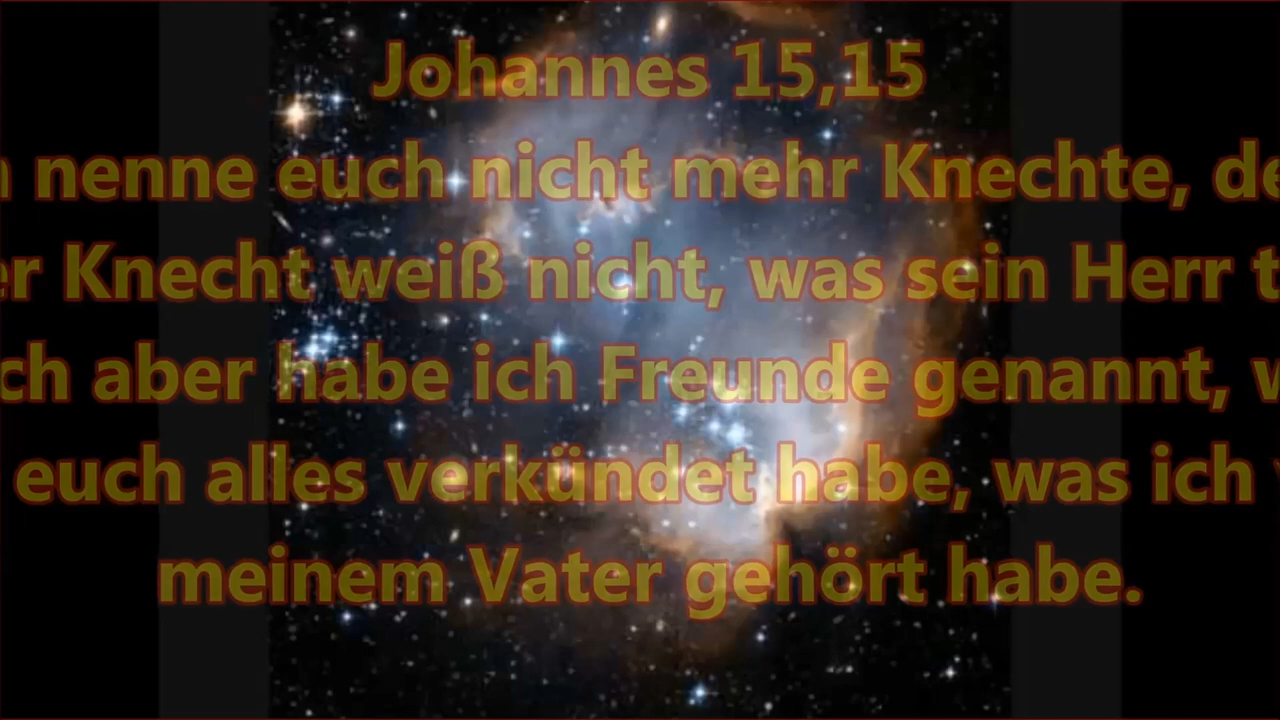 Johannes 15,15
nenne euch nicht mehr Knechte,
Knecht weiß nicht, was sein Herr
aber habe ich Freunde genannt,
euch alles verkündet habe, was ich
meinem Vater gehört habe.